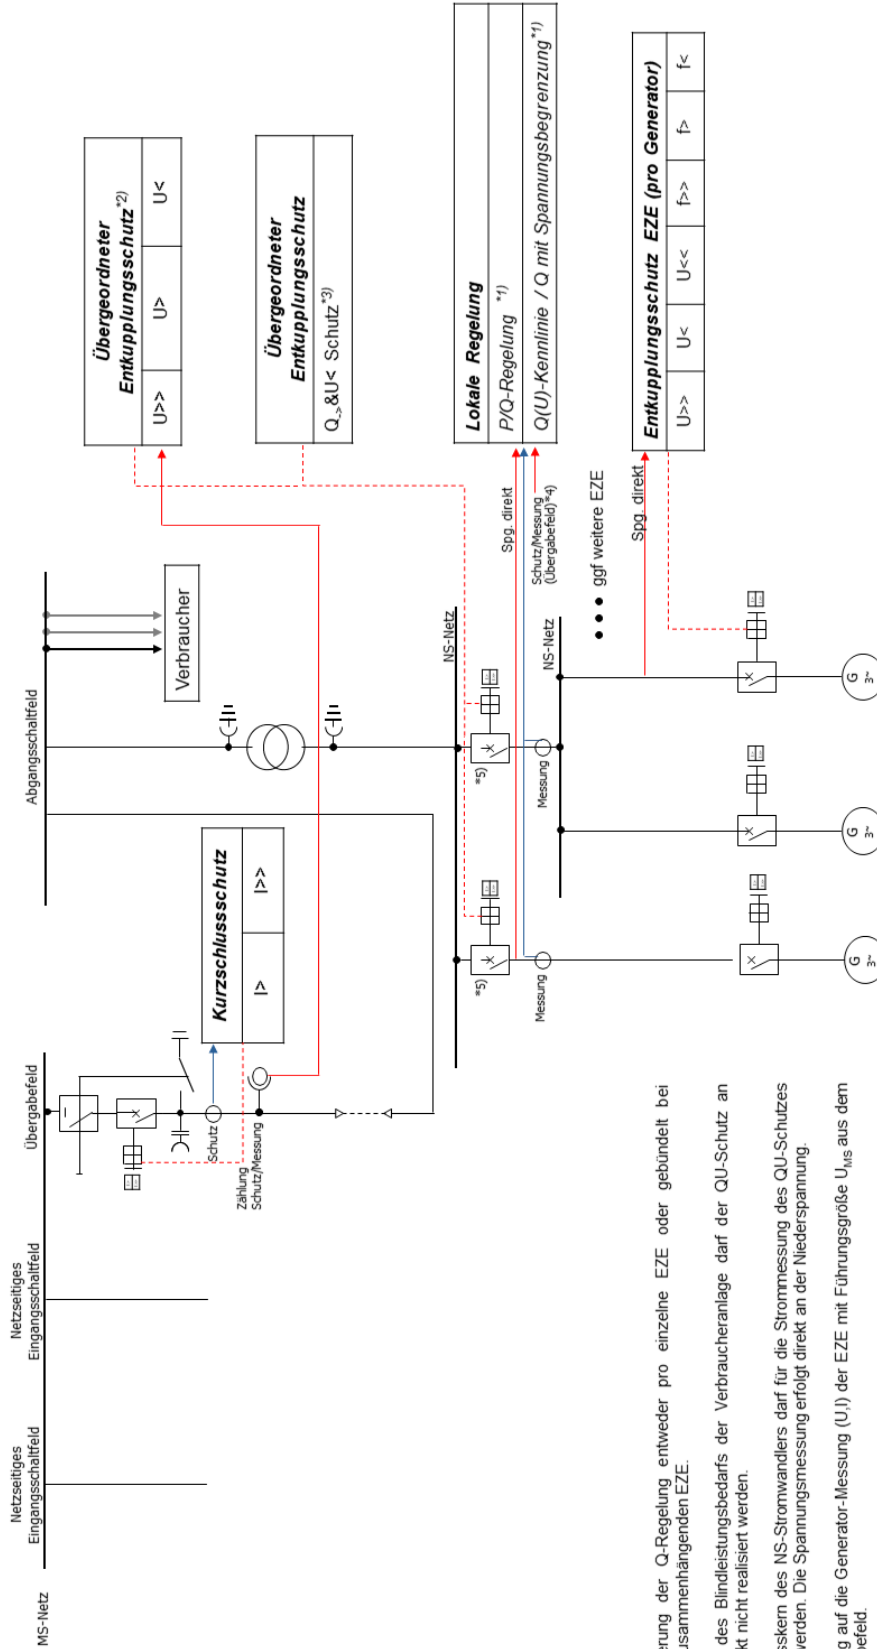 MS-Netz
Netzseitiges
Eingangsschaltfeld
Netzseitiges
Eingangsschaltfeld
Übergabefeld
Abgangsschaltfeld
Verbraucher
Schutz
Zählung
Schutz/Messung
Kurzschlussschutz
I>
I>>
Übergeordneter
Entkupplungsschutz*2)
U>>
U>
U<
Übergeordneter
Entkupplungsschutz
Q->&U< Schutz*3)
NS-Netz
*5)
*5)
Messung
Messung
NS-Netz
Spg. direkt
Schutz/Messung
(Übergabefeld)*4)
Lokale Regelung
P/Q-Regelung *1)
Q(U)-Kennlinie / Q mit Spannungsbegrenzung*1)
ggf weitere EZE
Spg. direkt
Entkupplungsschutz EZE (pro Generator)
U>>
U<
U<<
f>>
f>
f<
G
3~
G
3~
G
3~
erung der Q-Regelung entweder pro einzelne EZE oder gebündelt bei
usammenhängenden EZE.
des Blindleistungsbedarfs der Verbraucheranlage darf der QU-Schutz an
kt nicht realisiert werden.
sskern des NS-Stromwandlers darf für die Strommessung des QU-Schutzes
werden. Die Spannungsmessung erfolgt direkt an der Niederspannung.
g auf die Generator-Messung (U,I) der EZE mit Führungsgröße UMS aus dem
befeld.